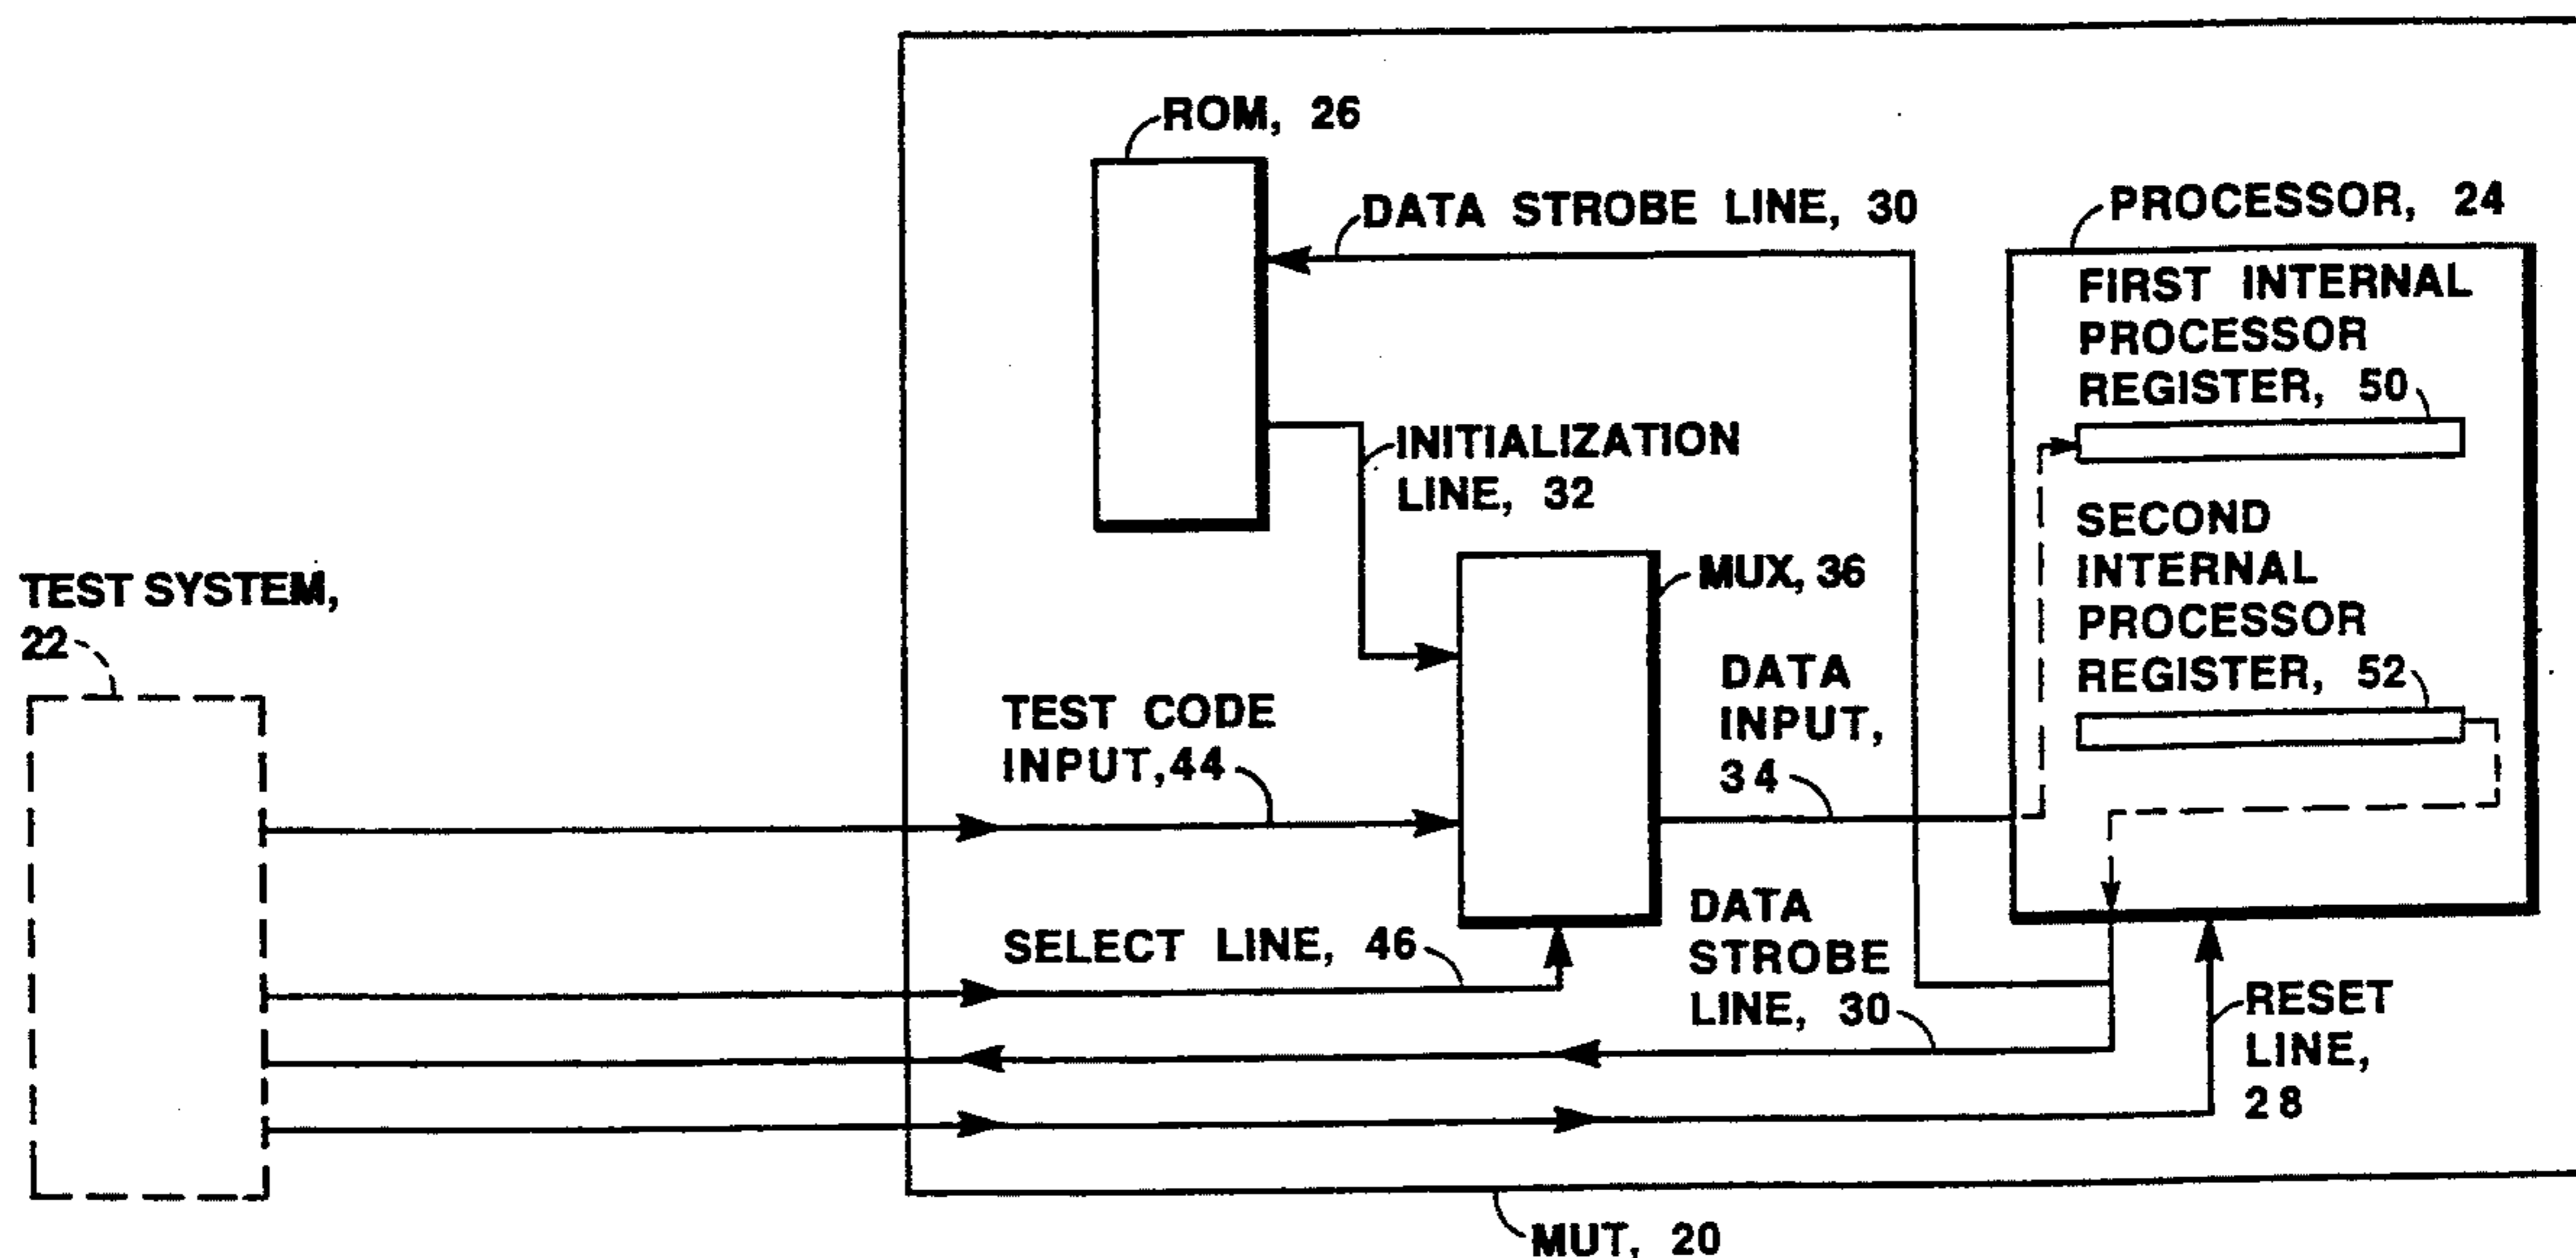 ROM, 26
DATA STROBE LINE, 30
PROCESSOR, 24
FIRST INTERNAL
PROCESSOR
REGISTER, 50
INITIALIZATION
LINE, 32
SECOND
INTERNAL
PROCESSOR
REGISTER, 52
TEST SYSTEM,
22
MUX, 36
TEST CODE
INPUT,44
DATA
INPUT,
34
SELECT LINE, 46
DATA
STROBE
LINE, 30
RESET
LINE,
28
MUT, 20